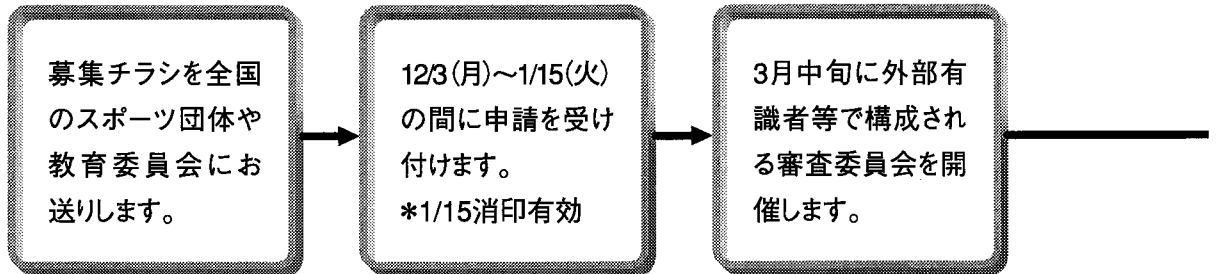 募集チラシを全国
のスポーツ団体や
教育委員会にお
送りします。
12/3(月)～1/15(火)
の間に申請を受け
付けます。
*1/15消印有効
3月中旬に外部有
識者等で構成され
る審査委員会を開
催します。